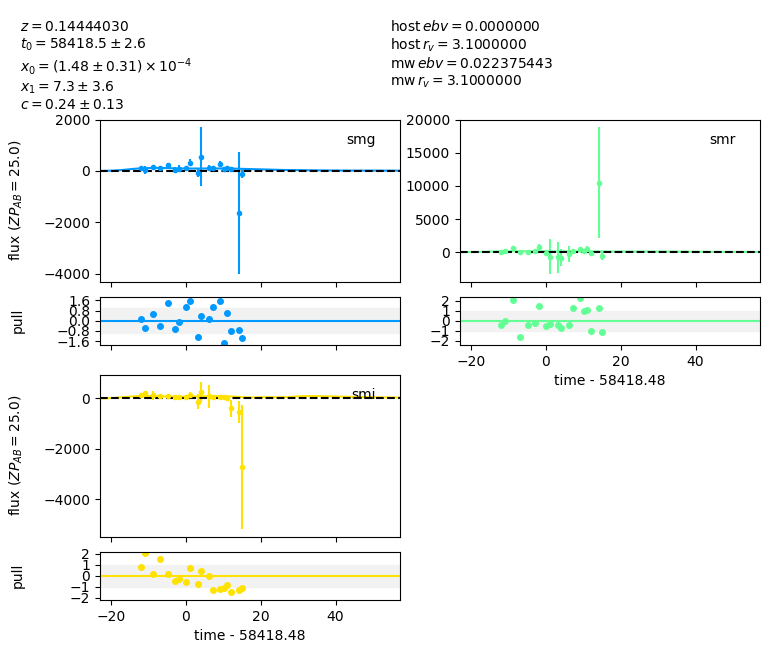 z = 0.14444030
t₀ = 58418.5 ± 2.6
x₀ = (1.48 ± 0.31) × 10⁻⁴
x₁ = 7.3 ± 3.6
c = 0.24 ± 0.13
host ebv = 0.0000000
host r_v = 3.1000000
mw ebv = 0.022375443
mw r_v = 3.1000000
2000
0
−2000
−4000
flux (ZP_AB = 25.0)
smg
20000
15000
10000
5000
0
smr
1.6
0.8
0.0
−0.8
−1.6
pull
2
1
0
−1
−2
−20
0
20
40
time - 58418.48
0
−2000
−4000
flux (ZP_AB = 25.0)
smi
2
1
0
−1
−2
pull
−20
0
20
40
time - 58418.48